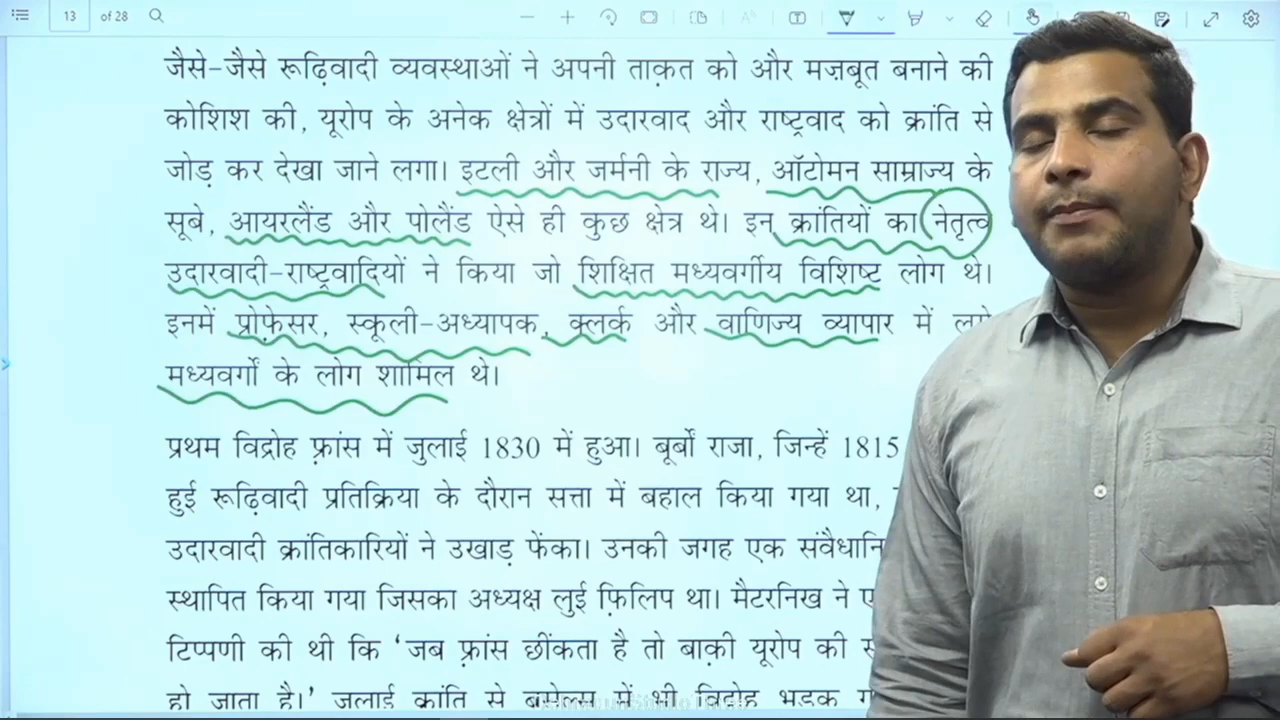 13 of 28
जैसे-जैसे रूढ़िवादी व्यवस्थाओं ने अपनी ताक़त को और मज़बूत बनाने की
कोशिश की, यूरोप के अनेक क्षेत्रों में उदारवाद और राष्ट्रवाद को क्रांति से
जोड़ कर देखा जाने लगा। इटली और जर्मनी के राज्य, ऑटोमन साम्राज्य के
सूबे, आयरलैंड और पोलैंड ऐसे ही कुछ क्षेत्र थे। इन क्रांतियों का नेतृत्व
उदारवादी-राष्ट्रवादियों ने किया जो शिक्षित मध्यवर्गीय विशिष्ट लोग थे।
इनमें प्रोफ़ेसर, स्कूली-अध्यापक, क्लर्क और वाणिज्य व्यापार में लगे
मध्यवर्गों के लोग शामिल थे।
प्रथम विद्रोह फ़्रांस में जुलाई 1830 में हुआ। बूर्बों राजा, जिन्हें 1815
हुई रूढ़िवादी प्रतिक्रिया के दौरान सत्ता में बहाल किया गया था,
उदारवादी क्रांतिकारियों ने उखाड़ फेंका। उनकी जगह एक
स्थापित किया गया जिसका अध्यक्ष लुई फ़िलिप था। मैटरनिख ने
टिप्पणी की थी कि ‘जब फ़्रांस छींकता है तो बाक़ी यूरोप की
हो जाता है।’ जुलाई क्रांति से ब्रसेल्स में भी विद्रोह भड़क